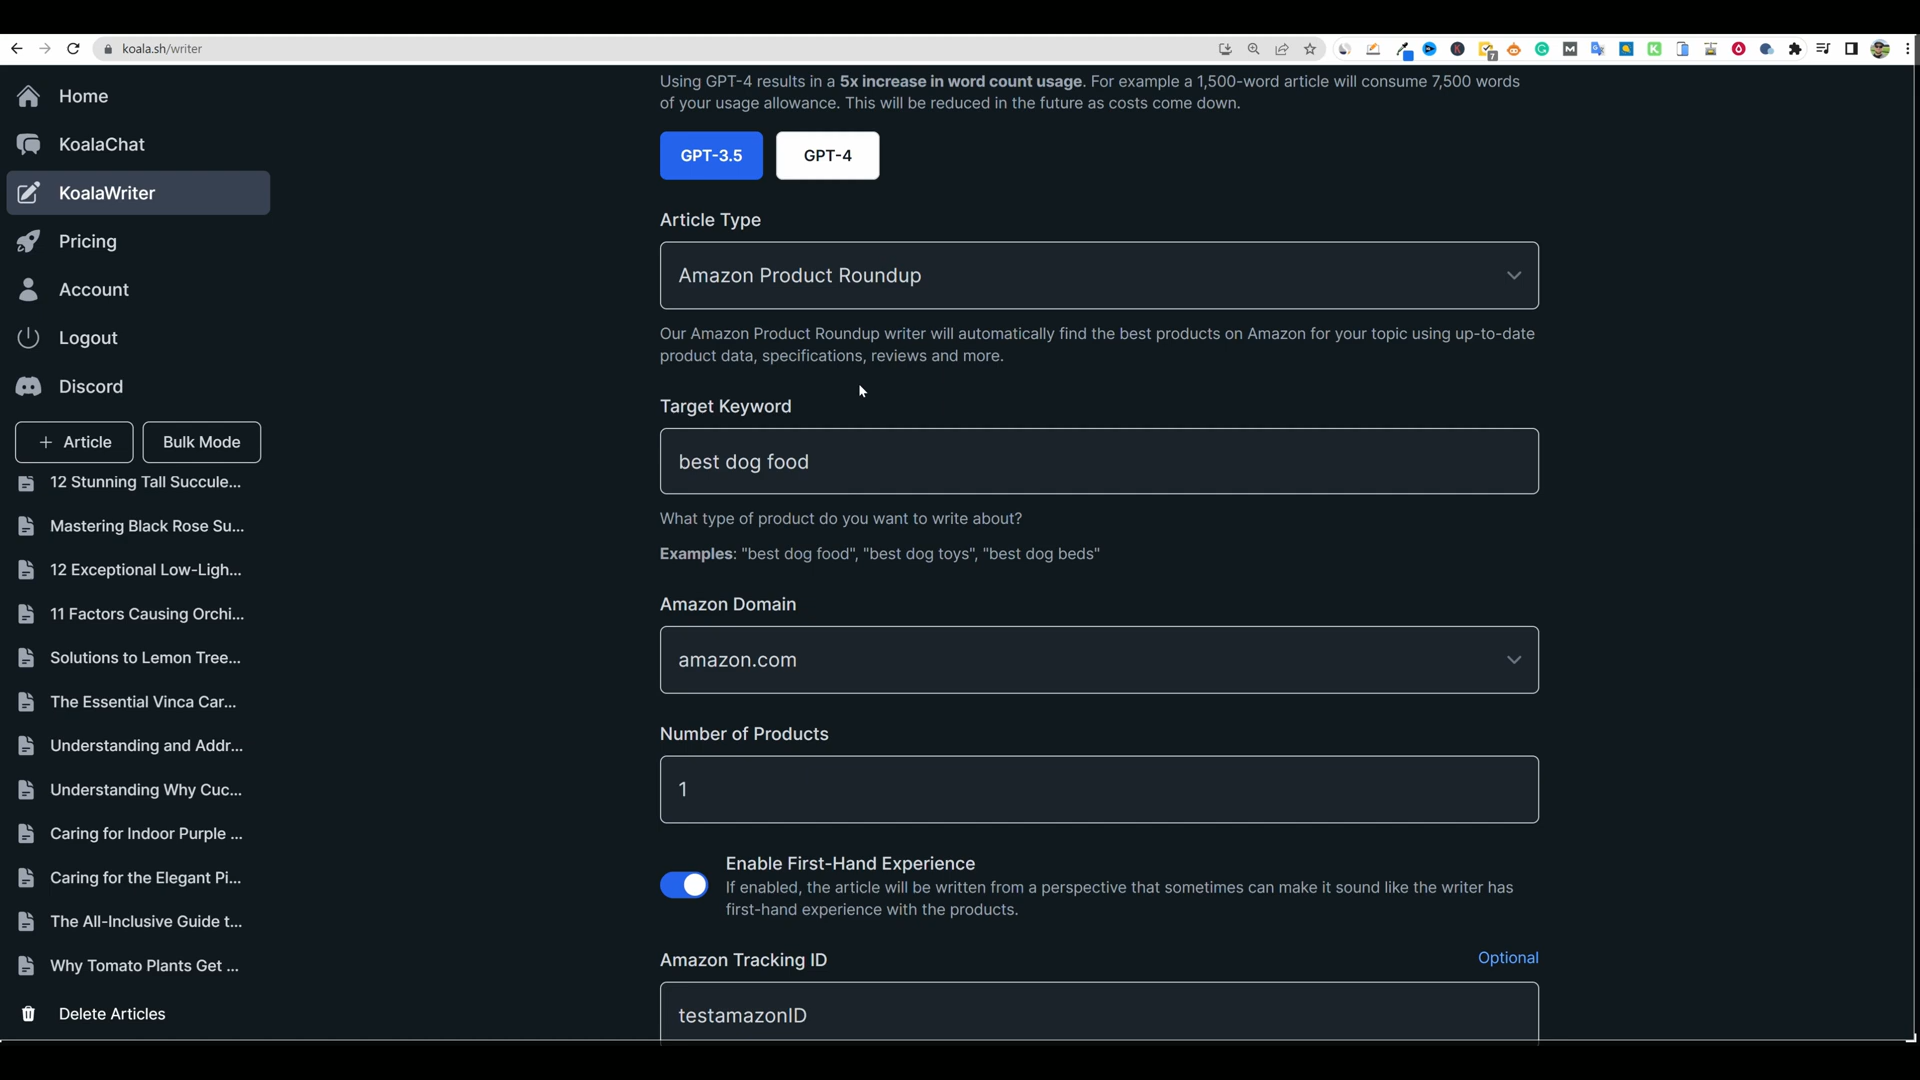 koala.sh/writer
7
Home
KoalaChat
KoalaWriter
Pricing
Account
Logout
Discord
+ Article
Bulk Mode
12 Stunning Tall Succule...
Mastering Black Rose Su...
12 Exceptional Low-Ligh...
11 Factors Causing Orchi...
Solutions to Lemon Tree...
The Essential Vinca Car...
Understanding and Addr...
Understanding Why Cuc...
Caring for Indoor Purple ...
Caring for the Elegant Pi...
The All-Inclusive Guide t...
Why Tomato Plants Get ...
Delete Articles
Using GPT-4 results in a 5x increase in word count usage. For example a 1,500-word article will consume 7,500 words
of your usage allowance. This will be reduced in the future as costs come down.
GPT-3.5
GPT-4
Article Type
Amazon Product Roundup
Our Amazon Product Roundup writer will automatically find the best products on Amazon for your topic using up-to-date
product data, specifications, reviews and more.
Target Keyword
best dog food
What type of product do you want to write about?
Examples: "best dog food", "best dog toys", "best dog beds"
Amazon Domain
amazon.com
Number of Products
1
Enable First-Hand Experience
If enabled, the article will be written from a perspective that sometimes can make it sound like the writer has
first-hand experience with the products.
Amazon Tracking ID
Optional
testamazonID